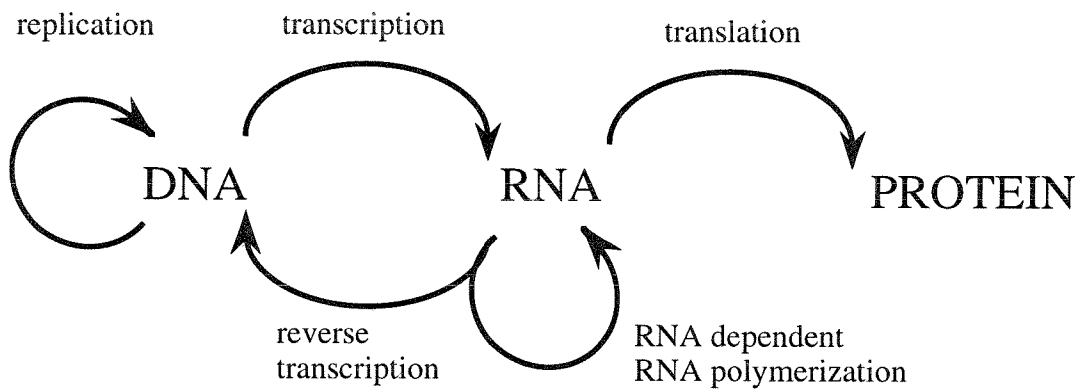 replication
transcription
translation
DNA
RNA
PROTEIN
reverse
transcription
RNA dependent
RNA polymerization